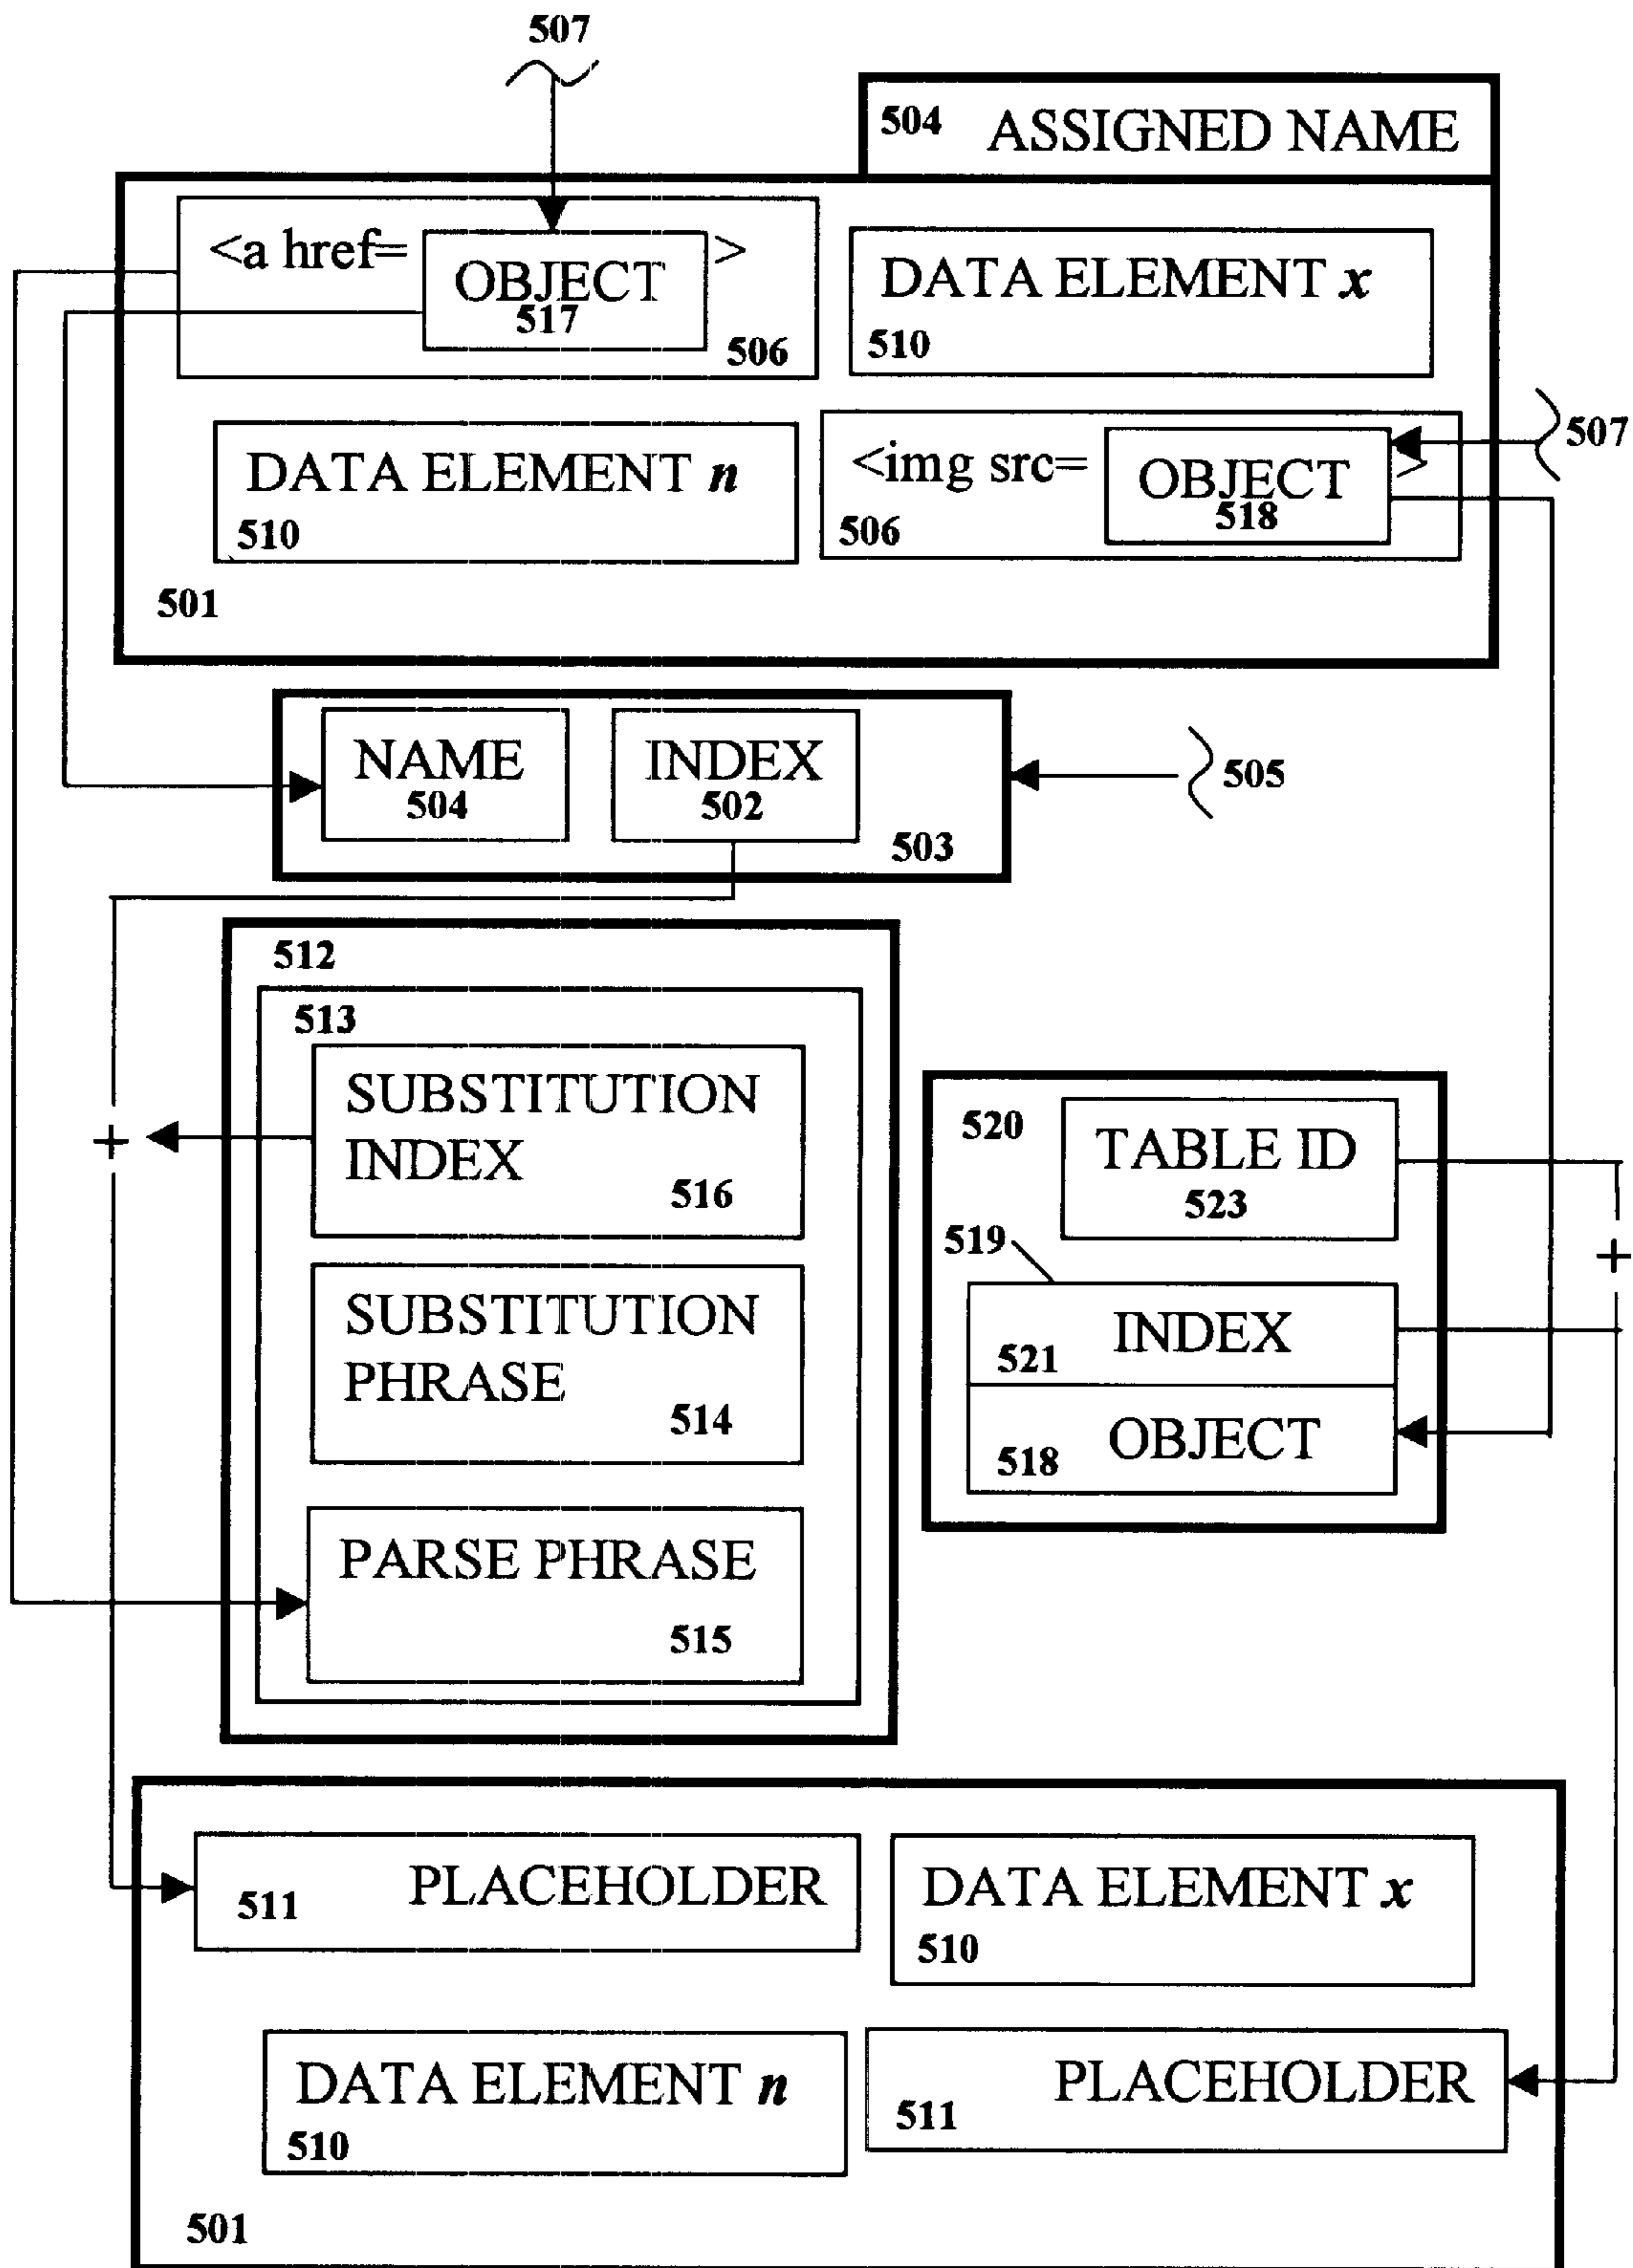 507
504 ASSIGNED NAME
<a href= OBJECT >
517
506
DATA ELEMENT x
510
507
DATA ELEMENT n
510
<img src= OBJECT >
518
506
501
NAME
504
INDEX
502
503
505
512
513
SUBSTITUTION
INDEX
516
+
SUBSTITUTION
PHRASE
514
PARSE PHRASE
515
520
TABLE ID
523
519
+
INDEX
521
OBJECT
518
PLACEHOLDER
511
DATA ELEMENT x
510
DATA ELEMENT n
510
PLACEHOLDER
511
501